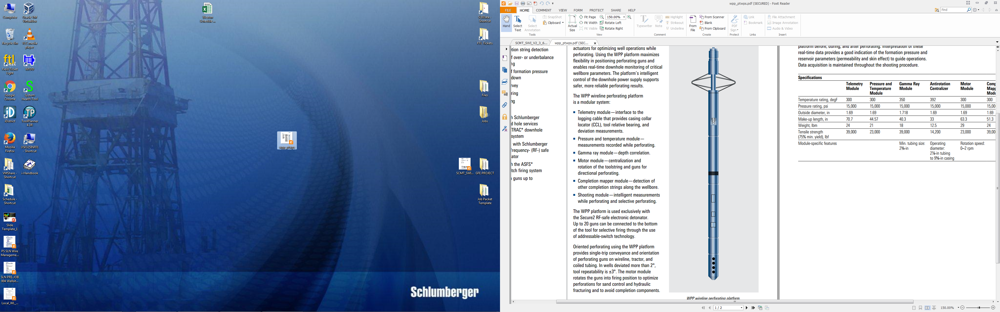 Computer
Oracle VM
VirtualBox
Weston
Schedule ...
SLBData -
Shortcut
Recycle Bin
VLC media
player
FTL Tickets
ftl
net
Field Ticket
Light
WFDD
Google
Chrome
System
Health Tool
Files
iD
iDistrict
TP
ToolPlanner
4.3R
Jobs
Mozilla
Firefox
US0325INF01
- Shortcut
wpp_ptwps
VMShare -
Shortcut
i-Handbook
SCMT_SWI...
GFE PROJECT
Schedule -
Shortcut
Job Packet
Template
Slide
Template_1
PS SLN Wire
Manageme...
SLN PRE-JOB
004 Wellsit...
Local_WL_...
Schlumberger
wpp_ptwps.pdf (SECURED) - Foxit Reader
FILE HOME COMMENT VIEW FORM PROTECT SHARE HELP
Find
Hand
Select
Text
Select
Annotation
SnapShot
Clipboard
Tools
Actual
Size
Fit Page
Fit Width
Fit Visible
150.00%
Rotate Left
Rotate Right
View
Typewriter
Note
Highlight
Strikeout
Underline
Comment
From
File
From Scanner
Blank
From Clipboard
Create
PDF
Sign
Protect
Link
Bookmark
Links
File Attachment
Image Annotation
Audio & Video
Insert
SCMT_SWI_V2_3_6...
wpp_ptwps.pdf (SEC...
tion string detection
f over- or underbalance
ng
f formation pressure
down
rvey
ring
ng
h Schlumberger
d hole services
TRAC* downhole
system
with Schlumberger
frequency- (RF-) safe
ator
h the ASFS*
itch firing system
guns up to
actuators for optimizing well operations while
perforating. Using the WPP platform maximizes
flexibility in positioning perforating guns and
enables real-time downhole monitoring of critical
wellbore parameters. The platform's intelligent
control of the downhole power supply supports
safer, more reliable perforating results.
The WPP wireline perforating platform
is a modular system:
■ Telemetry module—interface to the
logging cable that provides casing collar
locator (CCL), tool relative bearing, and
deviation measurements.
■ Pressure and temperature module—
measurements recorded while perforating.
■ Gamma ray module—depth correlation.
■ Motor module—centralization and
rotation of the toolstring and guns for
directional perforating.
■ Completion mapper module—detection of
other completion strings along the wellbore.
■ Shooting module—intelligent measurements
while perforating and selective perforating.
The WPP platform is used exclusively with
the Secure2 RF-safe electronic detonator.
Up to 20 guns can be connected to the bottom
of the tool for selective firing through the use
of addressable-switch technology.
Oriented perforating using the WPP platform
provides single-trip conveyance and orientation
of perforating guns on wireline, tractor, and
coiled tubing. In wells deviated more than 2°,
tool repeatability is ±3°. The motor module
rotates the guns into firing position to optimize
perforations for sand control and hydraulic
fracturing and to avoid completion components.
WPP wireline perforating platform.
platform before, during, and after perforating. Interpretation of these
real-time data provides a good indication of the formation pressure and
reservoir parameters (permeability and skin effect) to guide operations.
Data acquisition is maintained throughout the shooting procedure.
Specifications
Telemetry Module
Pressure and Temperature Module
Gamma Ray Module
Antirotation Centralizer
Motor Module
Comp
Mapp
Modu
Temperature rating, degF 300 300 350 392 300 300
Pressure rating, psi 15,000 15,000 15,000 15,000 15,000 15,00
Outside diameter, in 1.69 1.69 1.718 1.69 1.69 1.69
Make-up length, in 70.7 44.57 40.3 33 63.3 51.3
Weight, lbm 24 21 18 12.5 29 24
Tensile strength 39,000 23,000 39,000 14,200 23,000 39,00
(75% min. yield), lbf
Module-specific features
Min. tubing size:
2⅜-in
Operating
diameter:
2⅞-in tubing
to 9⅝-in casing
Rotation speed:
0–2 rpm
1 / 2
150.00%